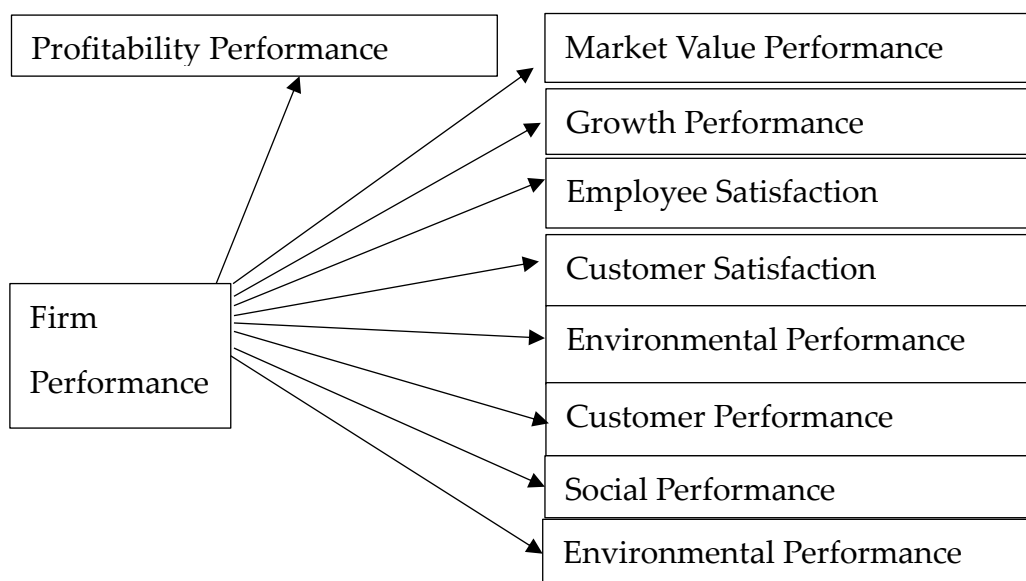 Profitability Performance
Market Value Performance
Growth Performance
Employee Satisfaction
Customer Satisfaction
Firm
Performance
Environmental Performance
Customer Performance
Social Performance
Environmental Performance